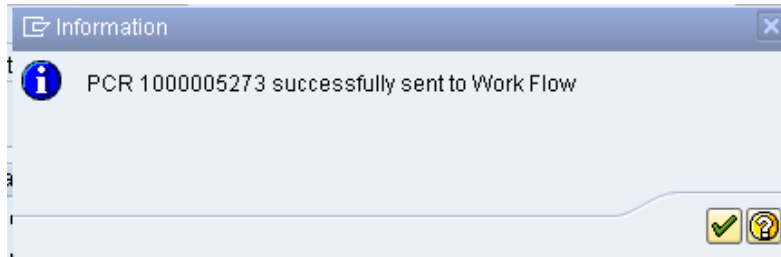 Information
PCR 1000005273 successfully sent to Work Flow